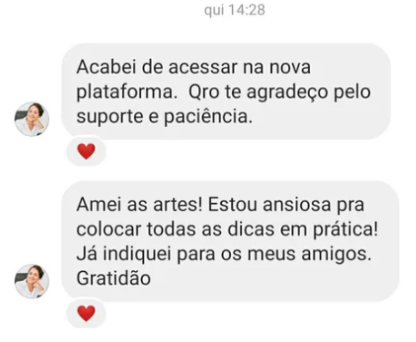 qui 14:28
Acabei de acessar na nova
plataforma. Qro te agradeço pelo
suporte e paciência.
Amei as artes! Estou ansiosa pra
colocar todas as dicas em prática!
Já indiquei para os meus amigos.
Gratidão